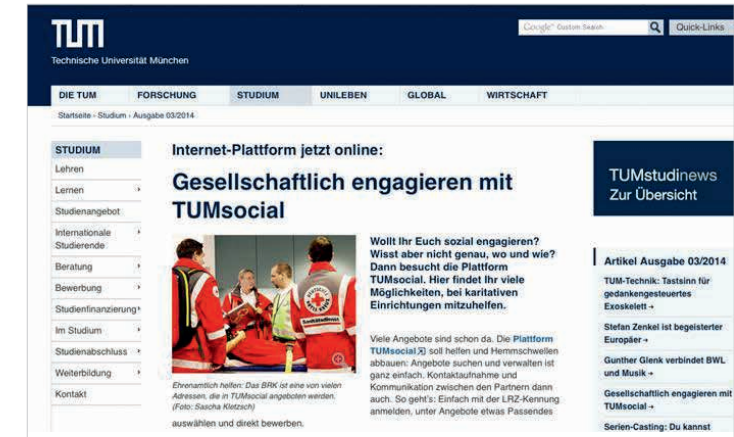 TUM
Technische Universität München
Google™ Custom Search
Quick-Links
DIE TUM
FORSCHUNG
STUDIUM
UNILEBEN
GLOBAL
WIRTSCHAFT
Startseite › Studium › Ausgabe 03/2014
STUDIUM
Lehren
Lernen
Studienangebot
Internationale
Studierende
Beratung
Bewerbung
Studienfinanzierung
Im Studium
Studienabschluss
Weiterbildung
Kontakt
Internet-Plattform jetzt online:
Gesellschaftlich engagieren mit
TUMsocial
Ehrenamtlich helfen: Das BRK ist eine von vielen
Adressen, die in TUMsocial angeboten werden.
(Foto: Sascha Kletzsch)
Wollt Ihr Euch sozial engagieren?
Wisst aber nicht genau, wo und wie?
Dann besucht die Plattform
TUMsocial. Hier findet Ihr viele
Möglichkeiten, bei karitativen
Einrichtungen mitzuhelfen.
Viele Angebote sind schon da. Die Plattform
TUMsocial soll helfen und Hemmschwellen
abbauen: Angebote suchen und verwalten ist
ganz einfach. Kontaktaufnahme und
Kommunikation zwischen den Partnern dann
auch. So geht's: Einfach mit der LRZ-Kennung
anmelden, unter Angebote etwas Passendes
auswählen und direkt bewerben.
TUMstudinews
Zur Übersicht
Artikel Ausgabe 03/2014
TUM-Technik: Tastsinn für
gedankengesteuertes
Exoskelett→
Stefan Zenkel ist begeisterter
Europäer→
Gunther Glenk verbindet BWL
und Musik→
Gesellschaftlich engagieren mit
TUMsocial→
Serien-Casting: Du kannst